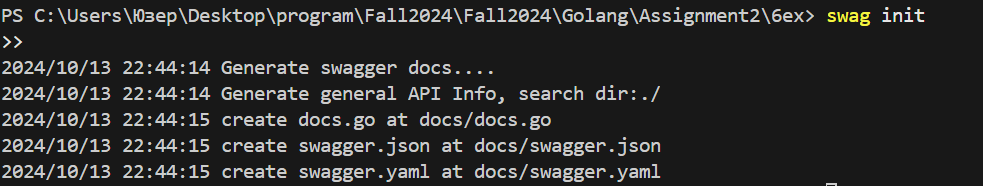 PS C:\Users\Юзер\Desktop\program\Fall2024\Fall2024\Golang\Assignment2\6ex> swag init
>>
2024/10/13 22:44:14 Generate swagger docs....
2024/10/13 22:44:14 Generate general API Info, search dir:./
2024/10/13 22:44:15 create docs.go at docs/docs.go
2024/10/13 22:44:15 create swagger.json at docs/swagger.json
2024/10/13 22:44:15 create swagger.yaml at docs/swagger.yaml